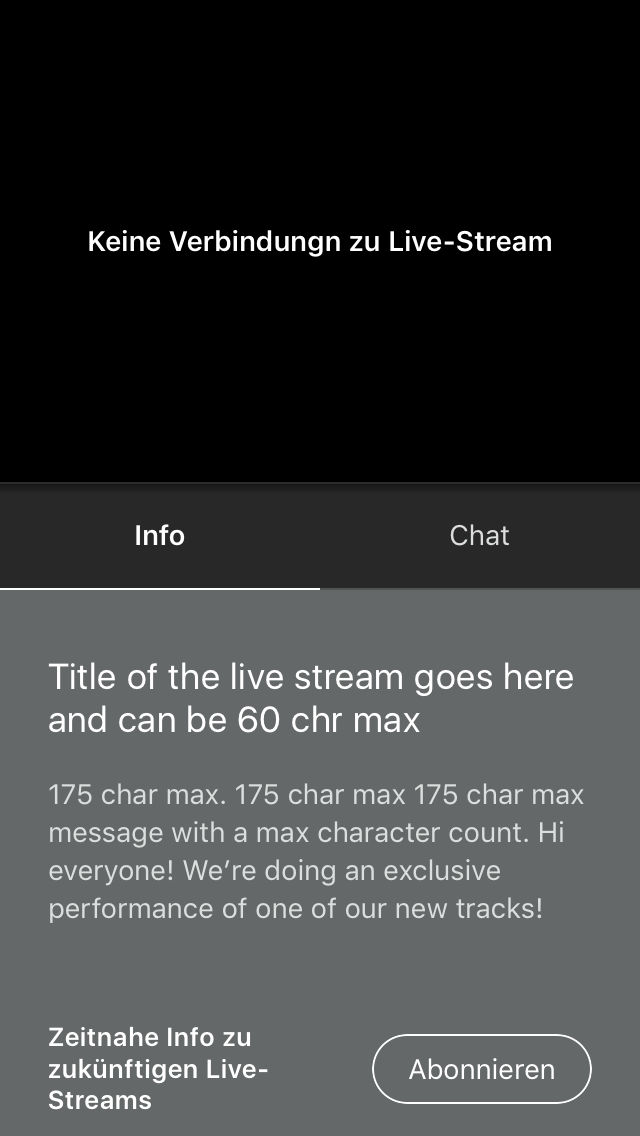 Keine Verbindungn zu Live-Stream
Info
Chat
Title of the live stream goes here
and can be 60 chr max
175 char max. 175 char max 175 char max
message with a max character count. Hi
everyone! We’re doing an exclusive
performance of one of our new tracks!
Zeitnahe Info zu
zukünftigen Live-
Streams
Abonnieren